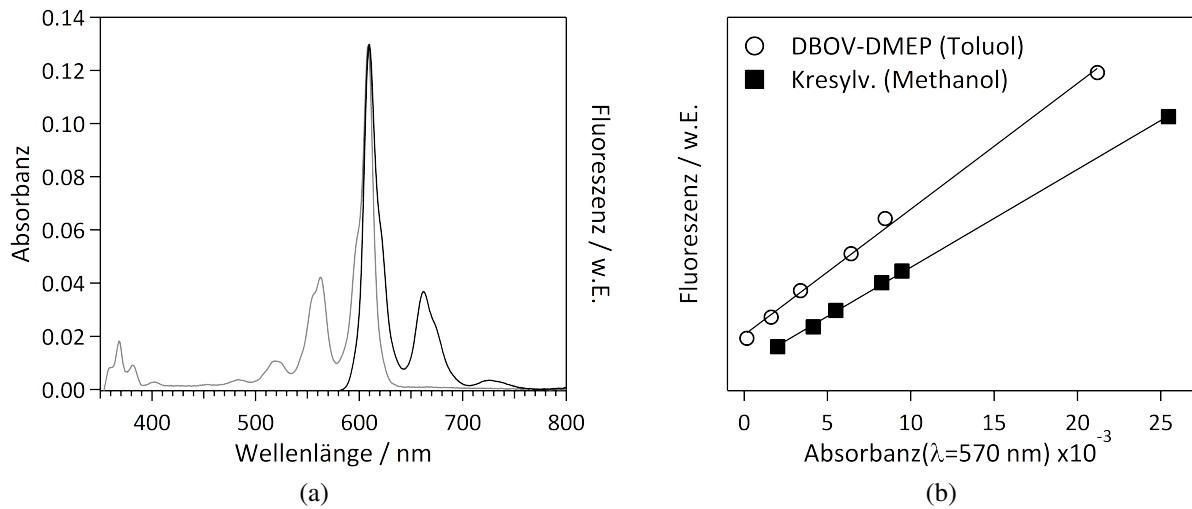 0.14
0.12
0.10
0.08
0.06
0.04
0.02
0.00
Absorbanz
400 500 600 700 800
Wellenlänge / nm
Fluoreszenz / w.E.
(a)
DBOV-DMEP (Toluol)
Kresylv. (Methanol)
Fluoreszenz / w.E.
0 5 10 15 20 25
Absorbanz(λ=570 nm) x10⁻³
(b)